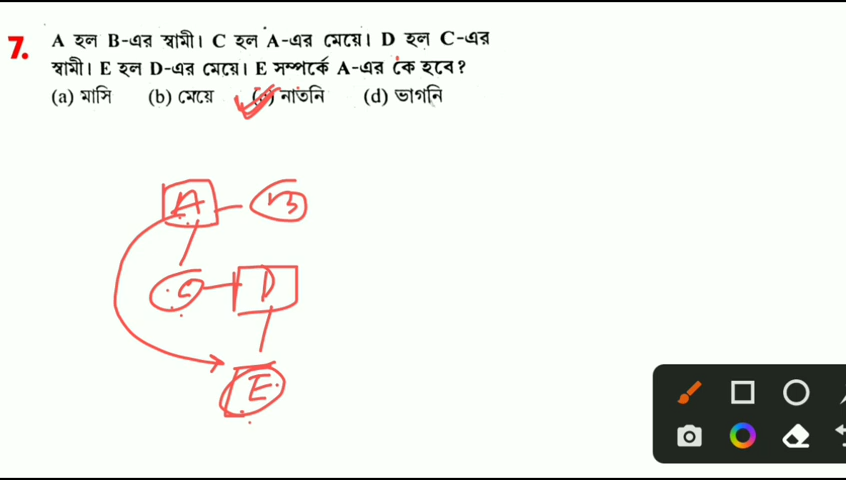 7. A হল B-এর স্বামী। C হল A-এর মেয়ে। D হল C-এর
স্বামী। E হল D-এর মেয়ে। E সম্পর্কে A-এর কে হবে?
(a) মাসি (b) মেয়ে (c) নাতনি (d) ভাগনি
A B
C D
E